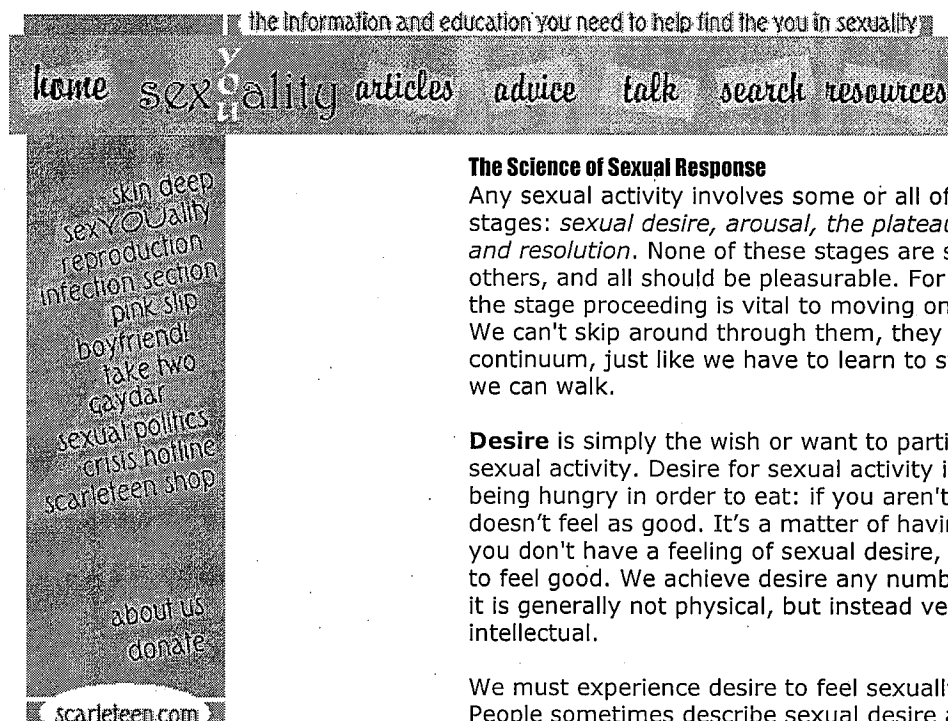 the information and education you need to help find the you in sexuality
home sexyouality articles advice talk search resources
skin deep
sexYOUality
reproduction
infection section
pink slip
boyfriend!
take two
gaydar
sexual politics
crisis hotline
scarleteen shop
about us
donate
scarleteen.com
The Science of Sexual Response
Any sexual activity involves some or all of
stages: sexual desire, arousal, the plateau
and resolution. None of these stages are s
others, and all should be pleasurable. For
the stage proceeding is vital to moving on
We can't skip around through them, they
continuum, just like we have to learn to s
we can walk.
Desire is simply the wish or want to parti
sexual activity. Desire for sexual activity i
being hungry in order to eat: if you aren't
doesn't feel as good. It's a matter of havi
you don't have a feeling of sexual desire,
to feel good. We achieve desire any numb
it is generally not physical, but instead ve
intellectual.
We must experience desire to feel sexuall
People sometimes describe sexual desire a